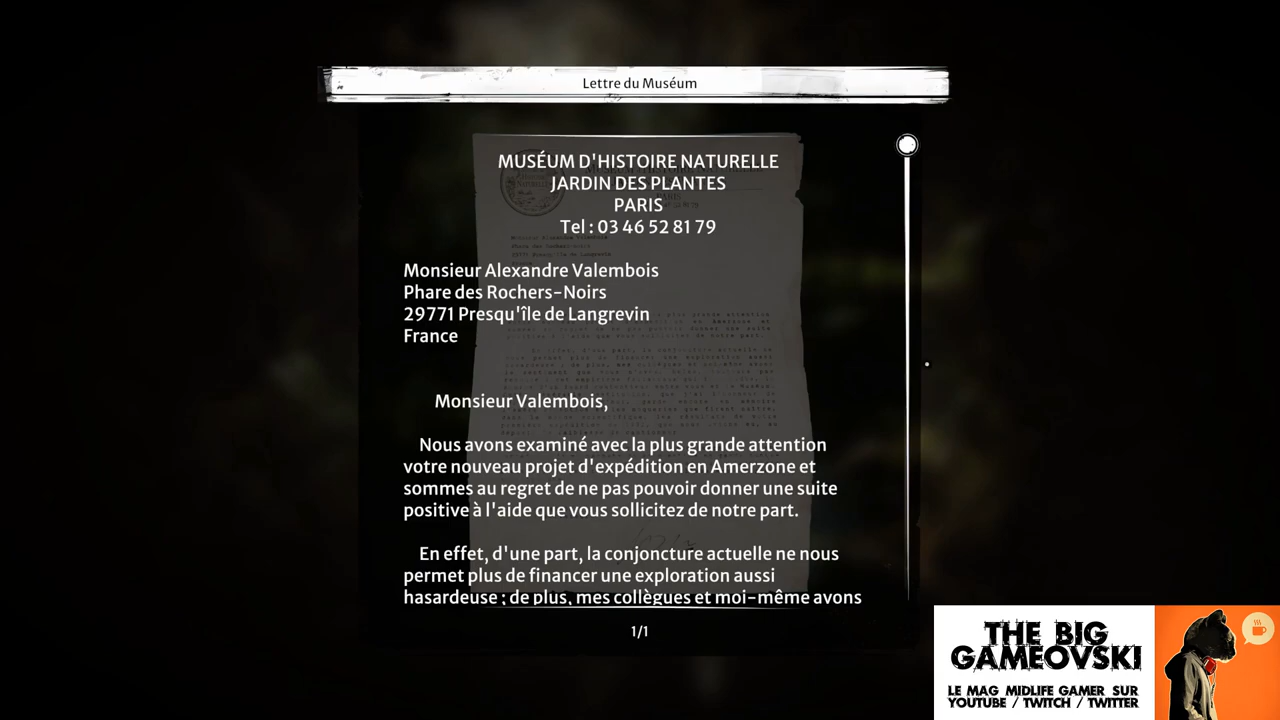 Lettre du Muséum
MUSÉUM D'HISTOIRE NATURELLE
JARDIN DES PLANTES
PARIS
Tel : 03 46 52 81 79
Monsieur Alexandre Valembois
Phare des Rochers-Noirs
29771 Presqu'île de Langrevin
France
Monsieur Valembois,
Nous avons examiné avec la plus grande attention
votre nouveau projet d'expédition en Amerzone et
sommes au regret de ne pas pouvoir donner une suite
positive à l'aide que vous sollicitez de notre part.
En effet, d'une part, la conjoncture actuelle ne nous
permet plus de financer une exploration aussi
hasardeuse ; de plus, mes collègues et moi-même avons
1/1
THE BIG
GAMEOVSKI
LE MAG MIDLIFE GAMER SUR
YOUTUBE / TWITCH / TWITTER